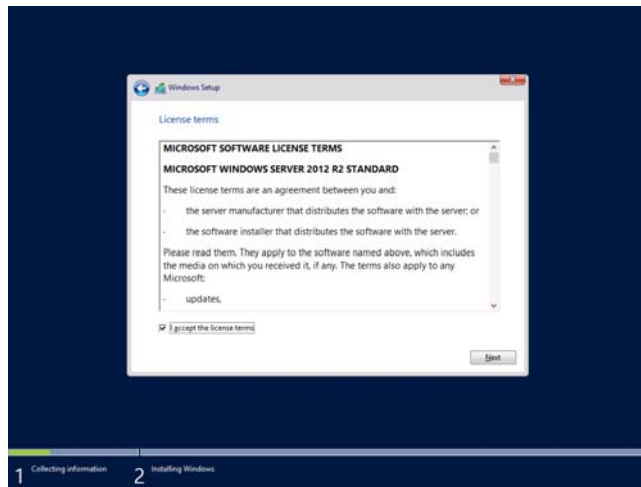 Windows Setup
License terms
MICROSOFT SOFTWARE LICENSE TERMS
MICROSOFT WINDOWS SERVER 2012 R2 STANDARD
These license terms are an agreement between you and:
- the server manufacturer that distributes the software with the server; or
- the software installer that distributes the software with the server.
Please read them. They apply to the software named above, which includes
the media on which you received it, if any. The terms also apply to any
Microsoft:
- updates,
I accept the license terms
Next
1 Collecting information
2 Installing Windows